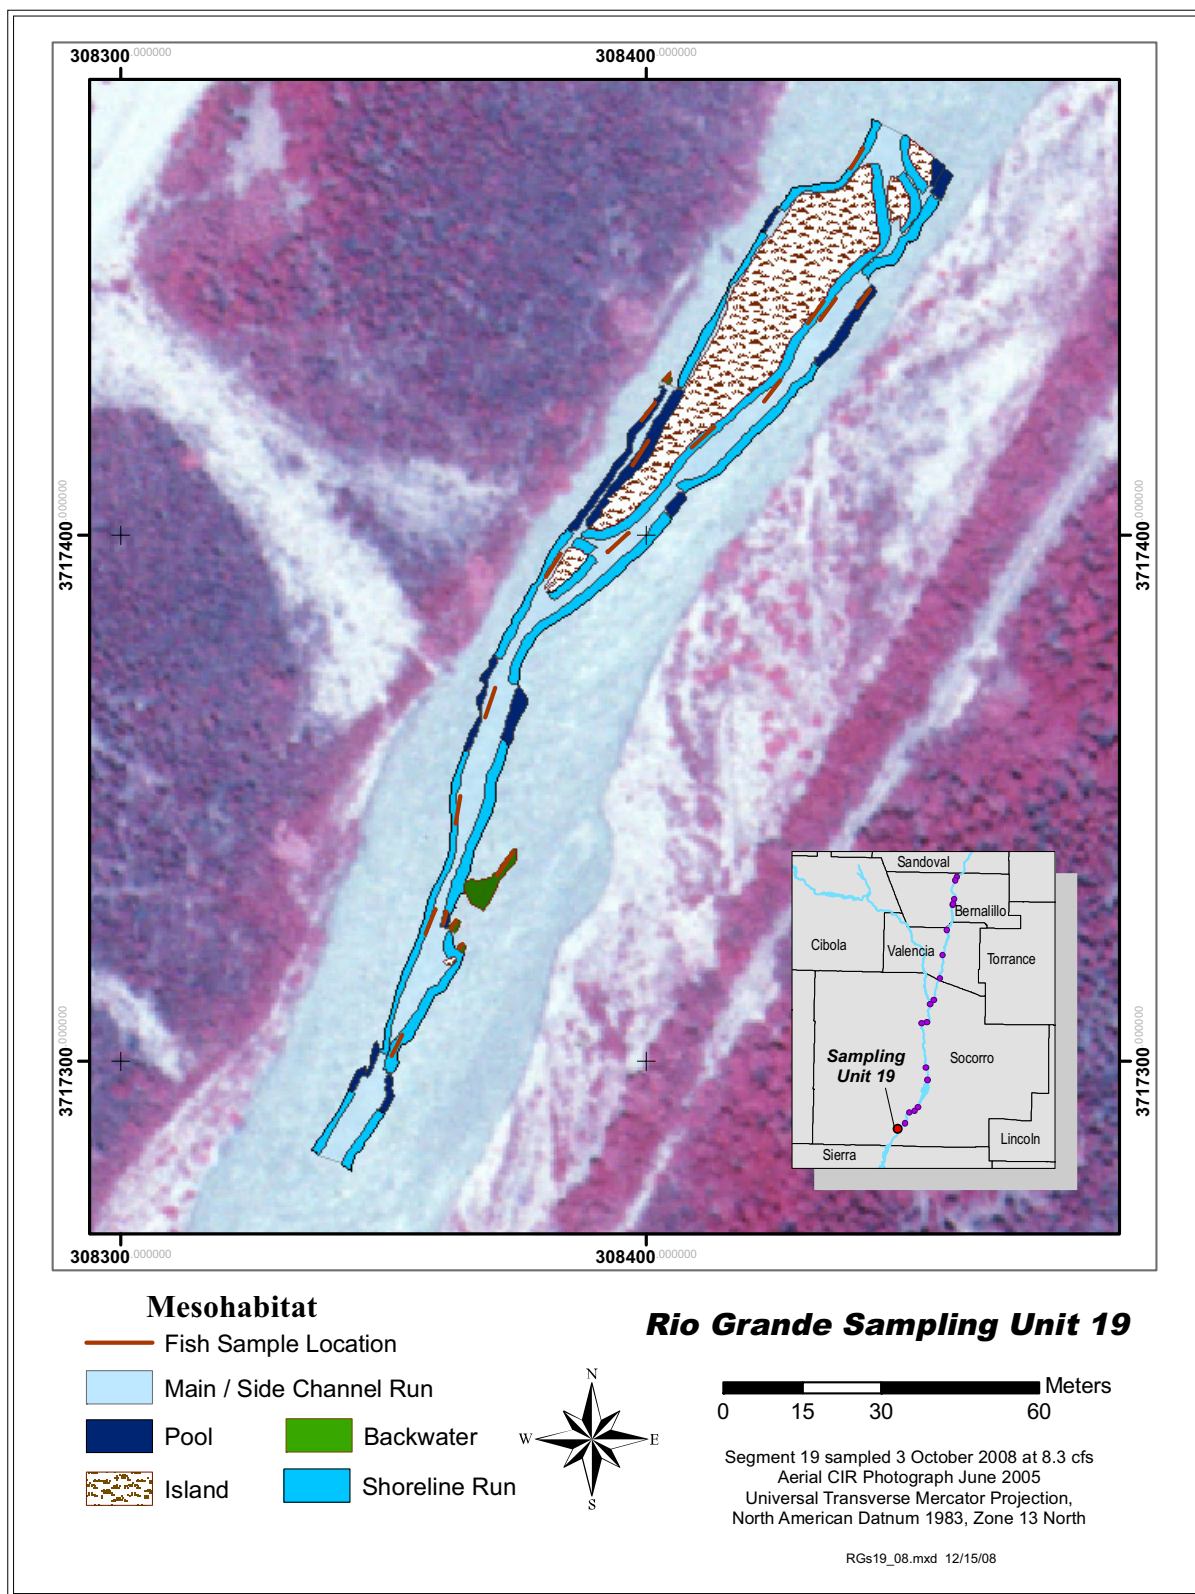 308300.000000 308400.000000
3717400.000000 3717400.000000
3717300.000000 3717300.000000
Sandoval
Bernalillo
Cibola Valencia Torrance
Socorro
Sampling
Unit 19
Lincoln
Sierra
308300.000000 308400.000000
Mesohabitat
Fish Sample Location
Main / Side Channel Run
Pool Backwater
Island Shoreline Run
N
W E
S
Rio Grande Sampling Unit 19
Meters
0 15 30 60
Segment 19 sampled 3 October 2008 at 8.3 cfs
Aerial CIR Photograph June 2005
Universal Transverse Mercator Projection,
North American Datnum 1983, Zone 13 North
RGs19_08.mxd 12/15/08